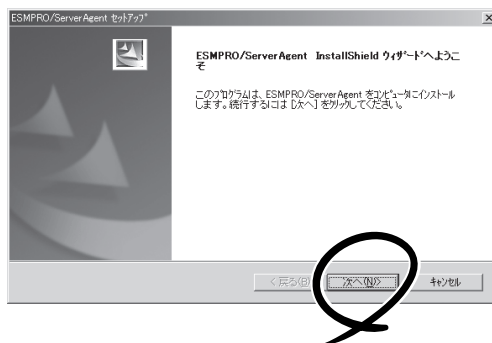 ESMPRO/ServerAgent セットアップ
ESMPRO/ServerAgent InstallShield ウィザードへようこ
そ
このプログラムは、ESMPRO/ServerAgent をコンピュータにインストール
します。続行するには [次へ] をクリックしてください。
< 戻る(B) 次へ(N)> キャンセル